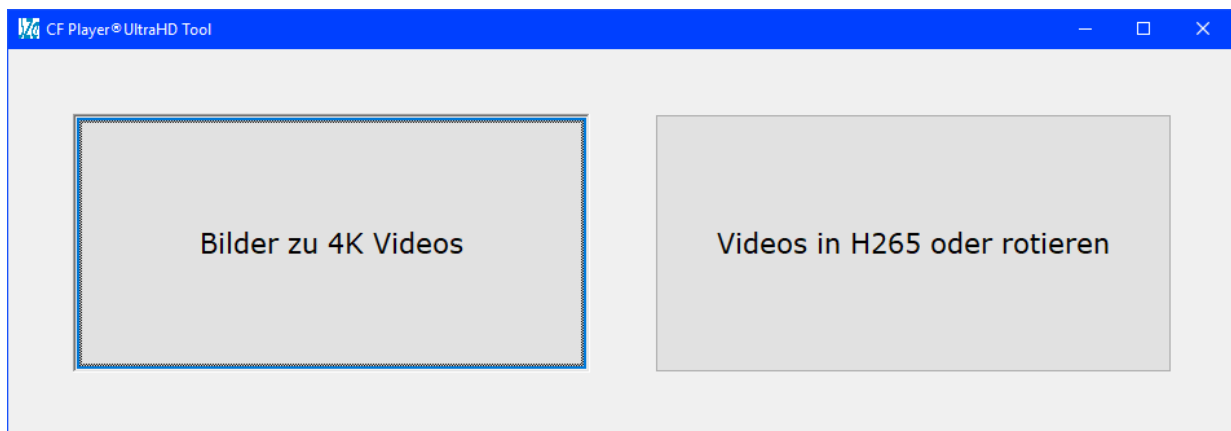 CF Player®UltraHD Tool
Bilder zu 4K Videos
Videos in H265 oder rotieren